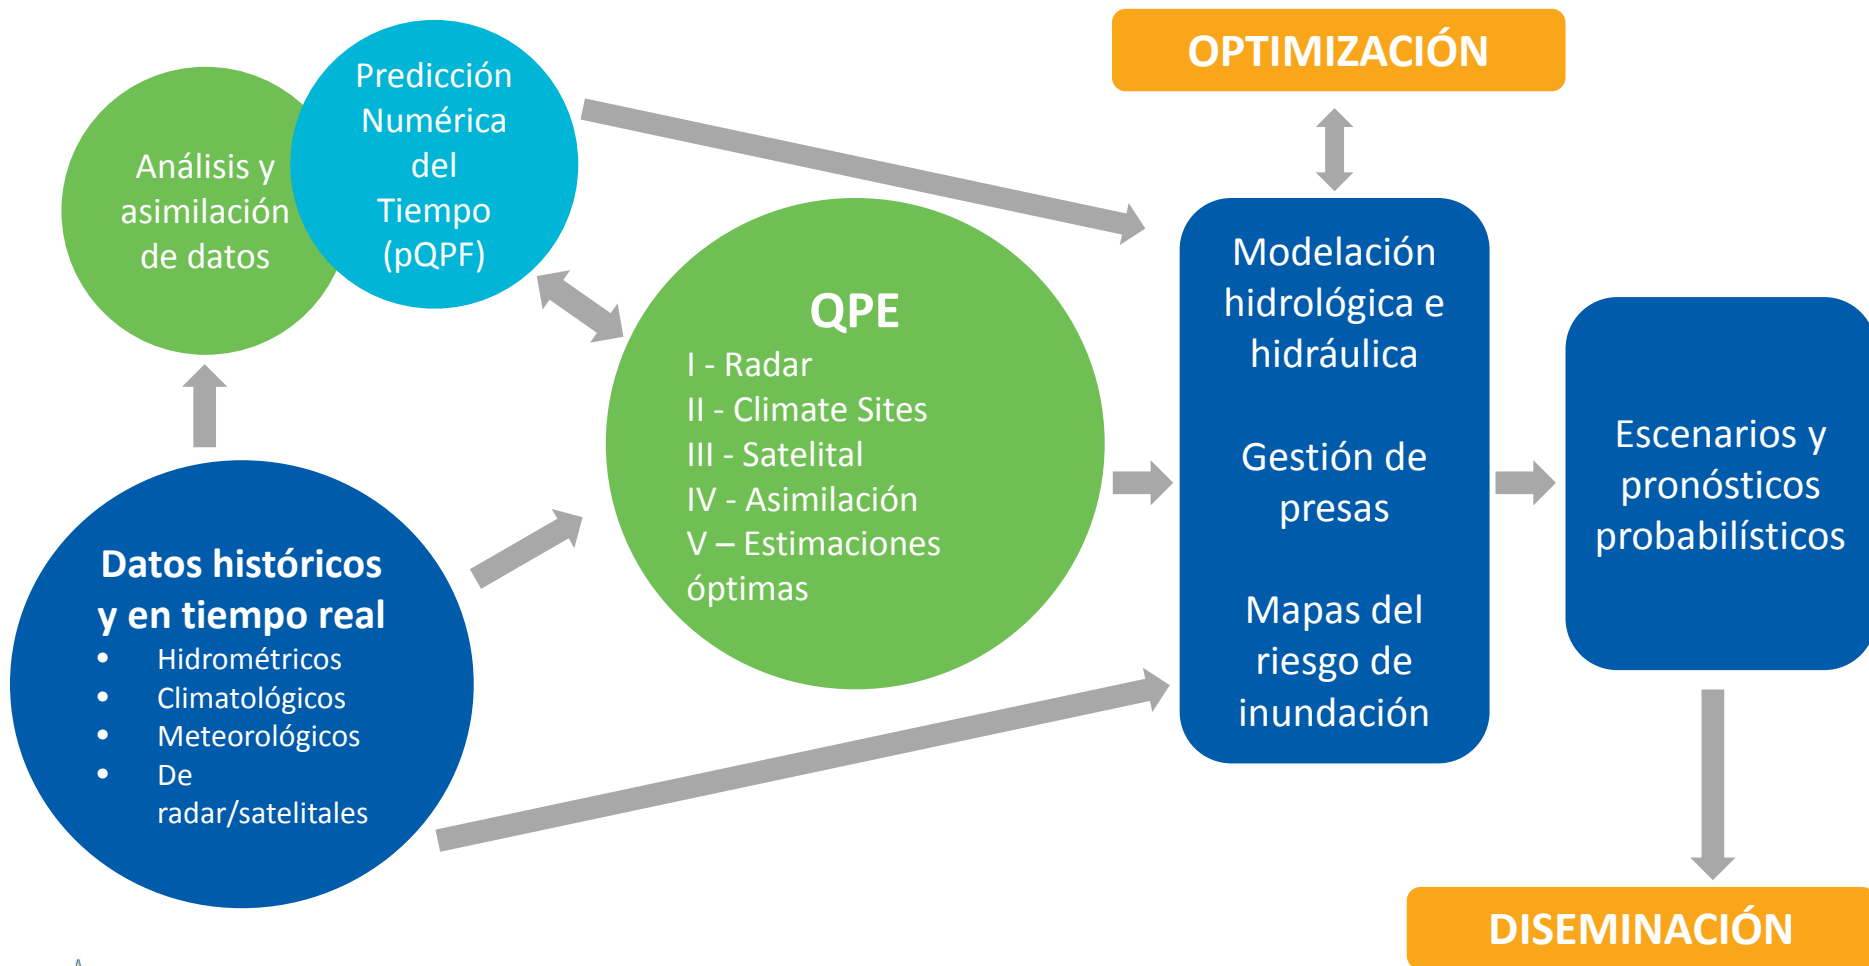 OPTIMIZACIÓN
Predicción
Numérica
del
Tiempo
(pQPF)
Análisis y
asimilación
de datos
QPE
I - Radar
II - Climate Sites
III - Satelital
IV - Asimilación
V – Estimaciones
óptimas
Modelación
hidrológica e
hidráulica
Gestión de
presas
Mapas del
riesgo de
inundación
Escenarios y
pronósticos
probabilísticos
Datos históricos
y en tiempo real
• Hidrométricos
• Climatológicos
• Meteorológicos
• De
radar/satelitales
DISEMINACIÓN